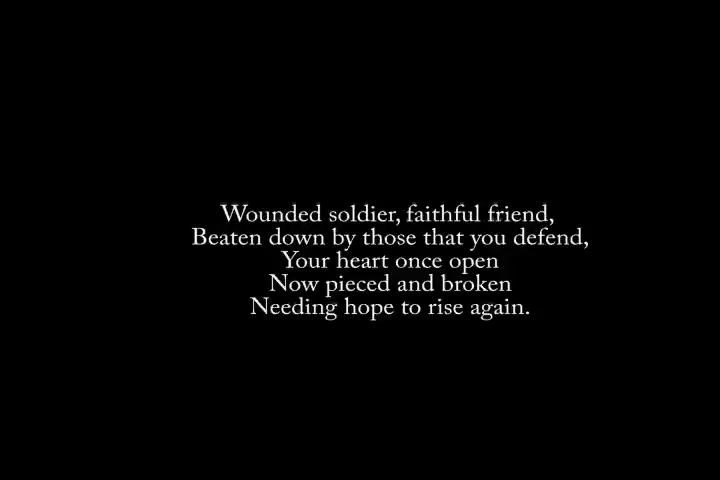 Wounded soldier, faithful friend,
Beaten down by those that you defend,
Your heart once open
Now pieced and broken
Needing hope to rise again.